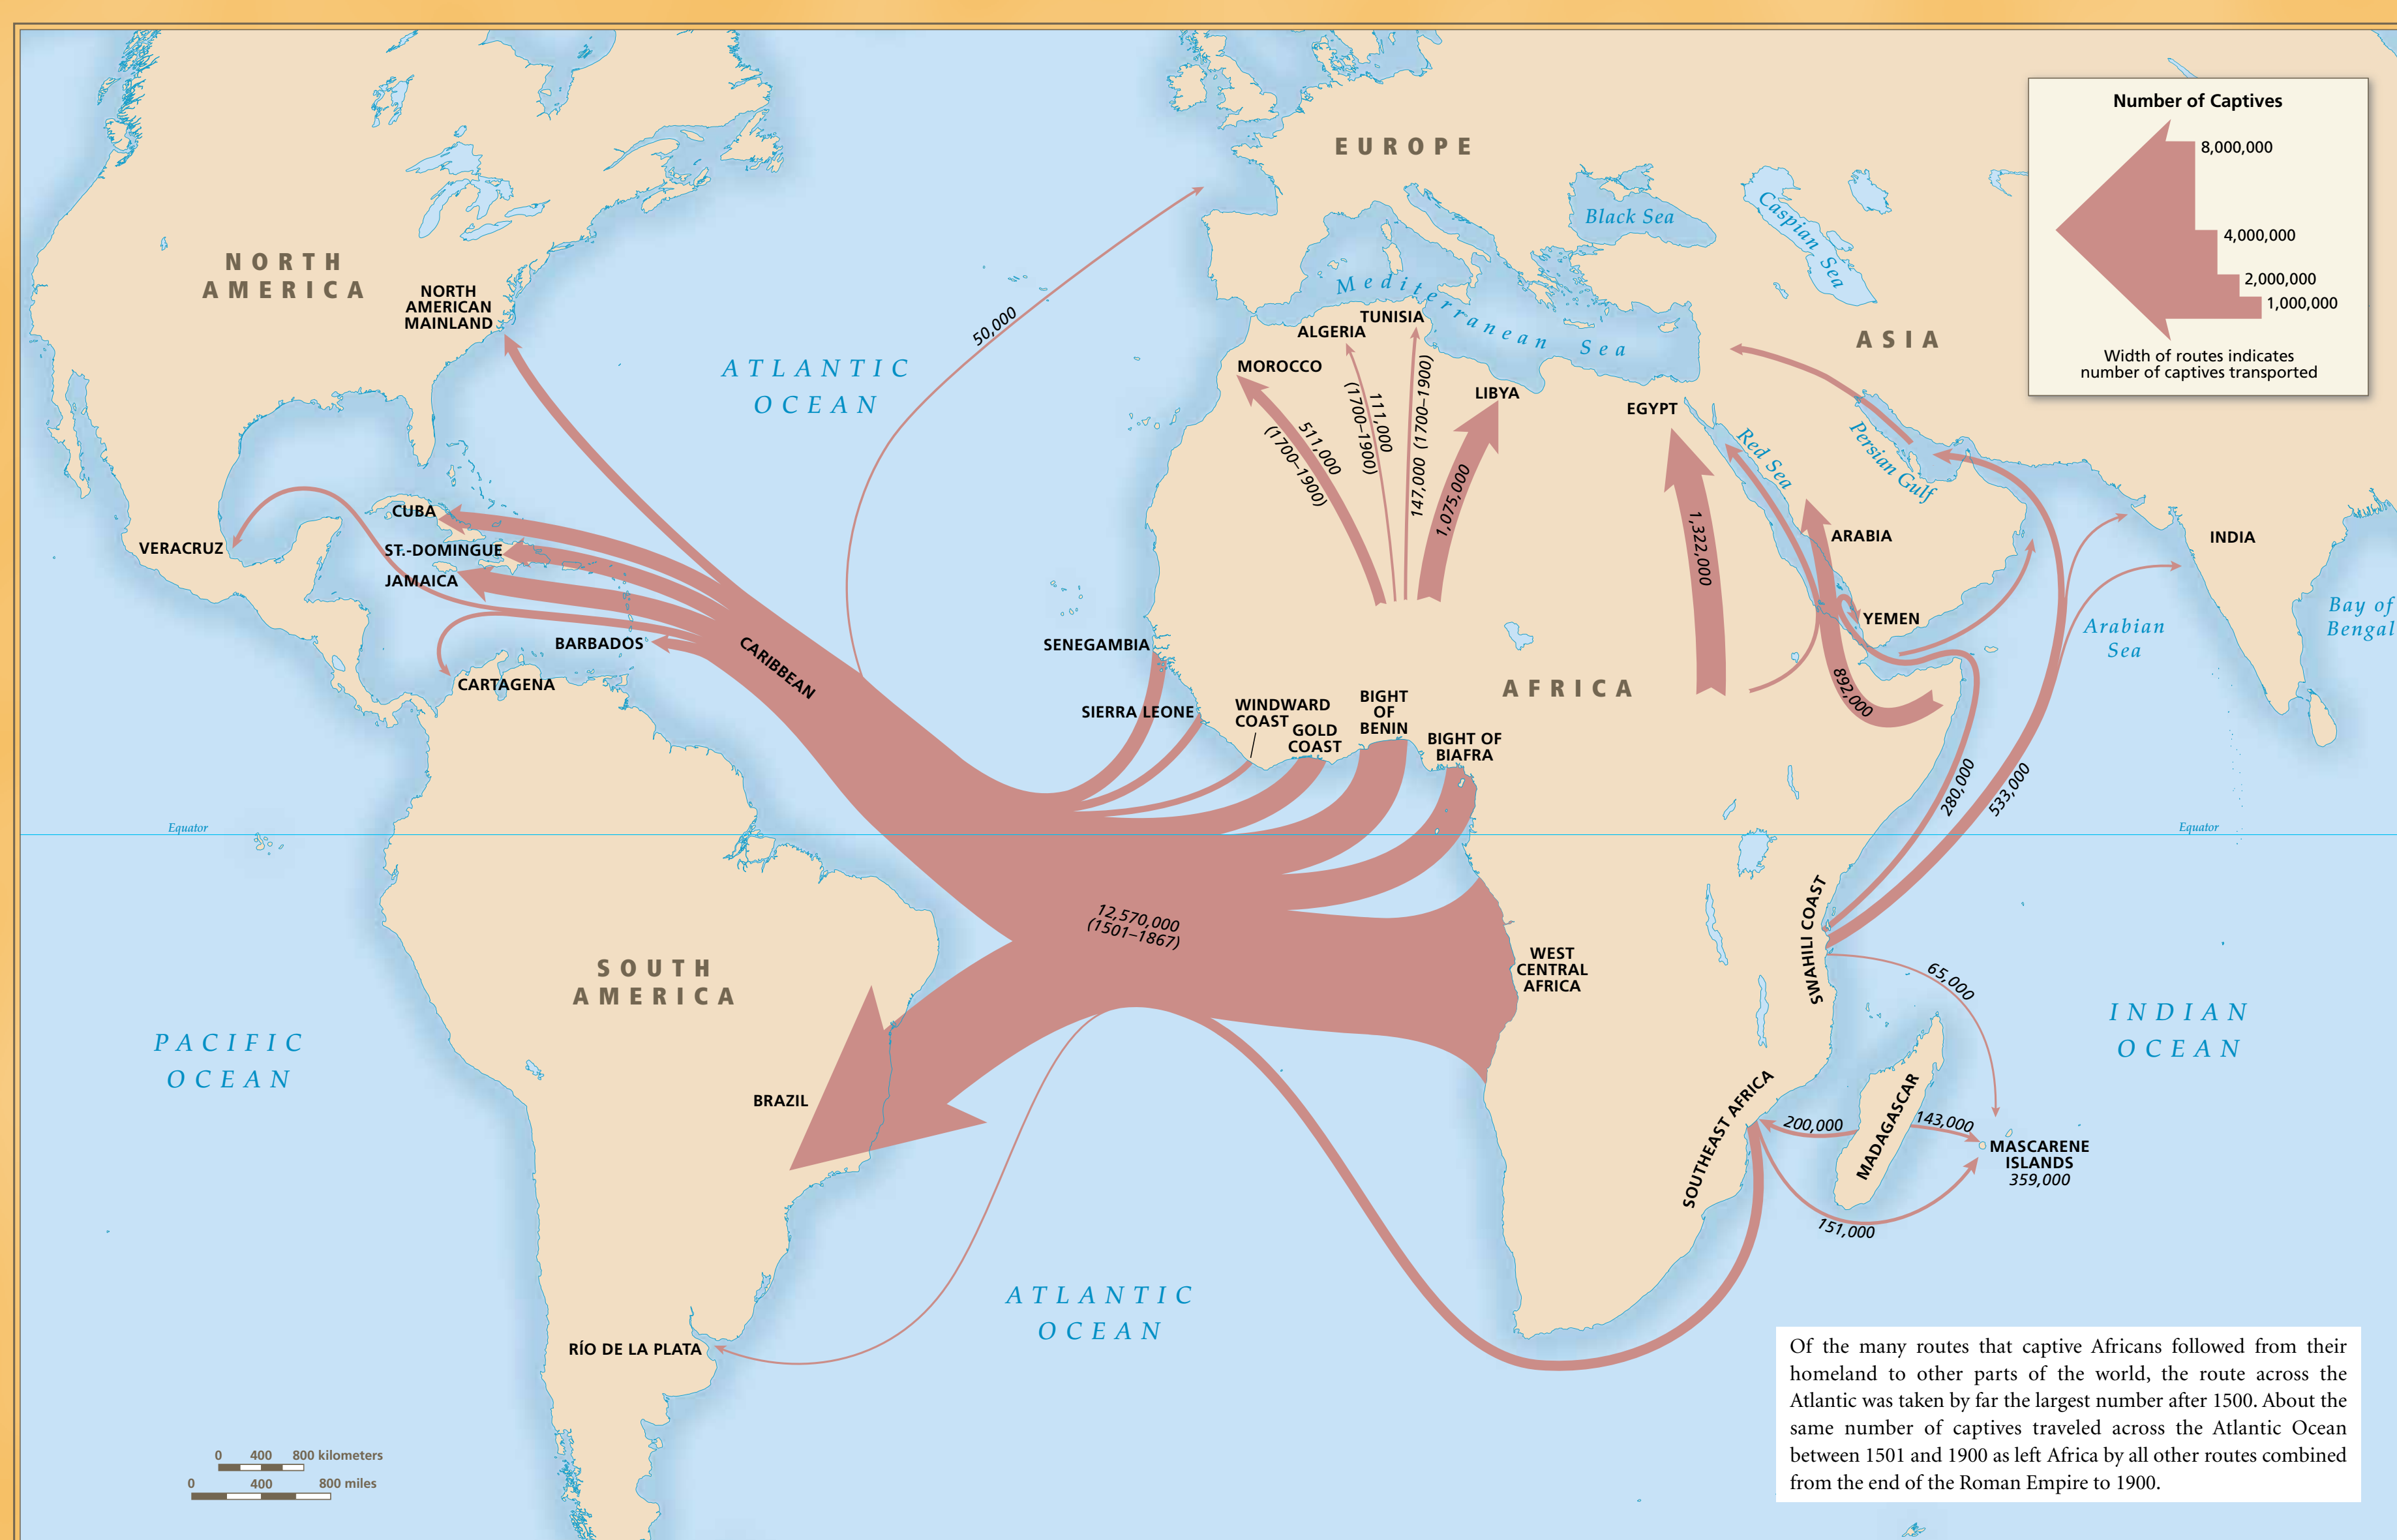 Number of Captives
8,000,000
4,000,000
2,000,000
1,000,000
Width of routes indicates
number of captives transported
EUROPE
Black Sea
Caspian Sea
NORTH
AMERICA
NORTH
AMERICAN
MAINLAND
50,000
ATLANTIC
OCEAN
Mediterranean Sea
ASIA
TUNISIA
ALGERIA
MOROCCO
LIBYA
EGYPT
511,000
(1700–1900)
111,000
(1700–1900)
147,000 (1700–1900)
1,075,000
1,322,000
Red Sea
Persian Gulf
ARABIA
INDIA
YEMEN
Arabian
Sea
Bay of
Bengal
CUBA
VERACRUZ
ST.-DOMINGUE
JAMAICA
BARBADOS
CARTAGENA
CARIBBEAN
SENEGAMBIA
SIERRA LEONE
WINDWARD
COAST
GOLD
COAST
BIGHT
OF
BENIN
BIGHT OF
BIAFRA
AFRICA
892,000
280,000
533,000
Equator
Equator
12,570,000
(1501–1867)
WEST
CENTRAL
AFRICA
SWAHILI COAST
65,000
SOUTH
AMERICA
PACIFIC
OCEAN
INDIAN
OCEAN
BRAZIL
SOUTHEAST AFRICA
200,000
MADAGASCAR
143,000
MASCARENE
ISLANDS
359,000
151,000
ATLANTIC
OCEAN
RÍO DE LA PLATA
0 400 800 kilometers
0 400 800 miles
Of the many routes that captive Africans followed from their
homeland to other parts of the world, the route across the
Atlantic was taken by far the largest number after 1500. About the
same number of captives traveled across the Atlantic Ocean
between 1501 and 1900 as left Africa by all other routes combined
from the end of the Roman Empire to 1900.